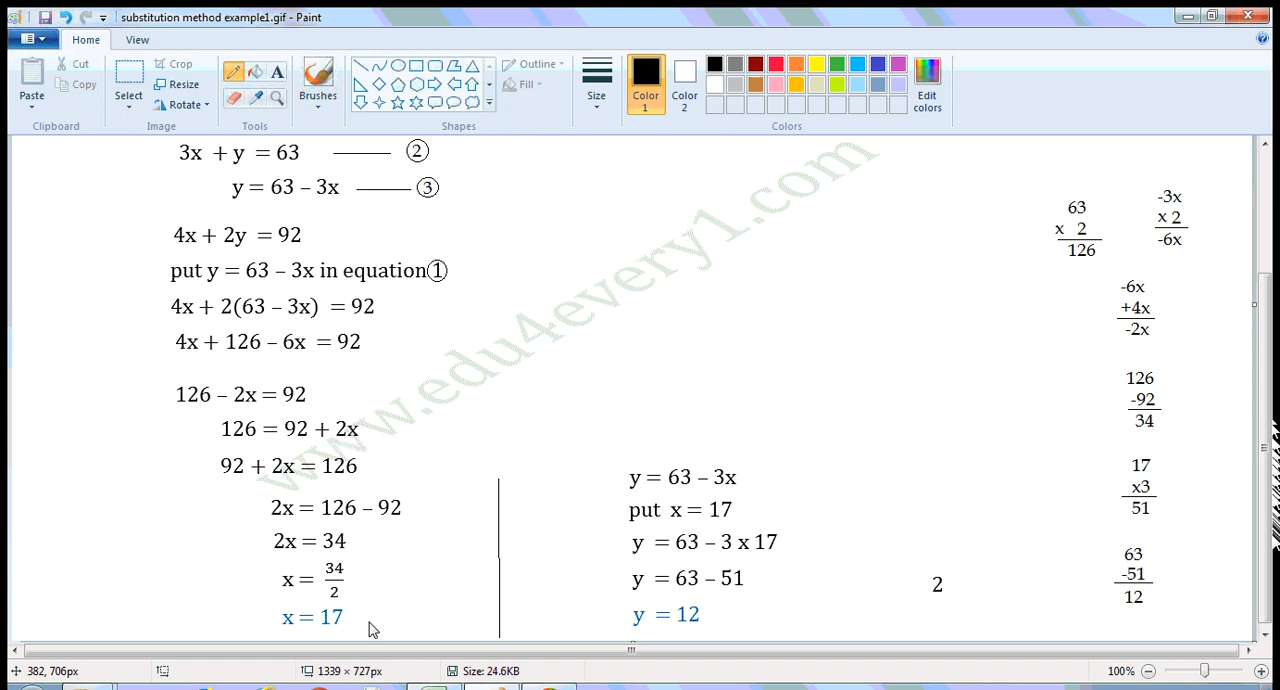 substitution method example1.gif - Paint
Home View
Paste
Cut
Copy
Clipboard
Select
Crop
Resize
Rotate
Image
A
Tools
Brushes
Outline
Fill
Shapes
Size
Color 1
Color 2
Edit colors
Colors
3x + y = 63 ——— ②
y = 63 – 3x ——— ③
4x + 2y = 92
put y = 63 – 3x in equation①
4x + 2(63 – 3x) = 92
4x + 126 – 6x = 92
126 – 2x = 92
126 = 92 + 2x
92 + 2x = 126
2x = 126 – 92
2x = 34
x = 34/2
x = 17
y = 63 – 3x
put x = 17
y = 63 – 3 x 17
y = 63 – 51
y = 12
2
63
x 2
126
-3x
x 2
-6x
-6x
+4x
-2x
126
-92
34
17
x3
51
63
-51
12
www.edu4every1.com
382, 706px
1339 × 727px
Size: 24.6KB
100%